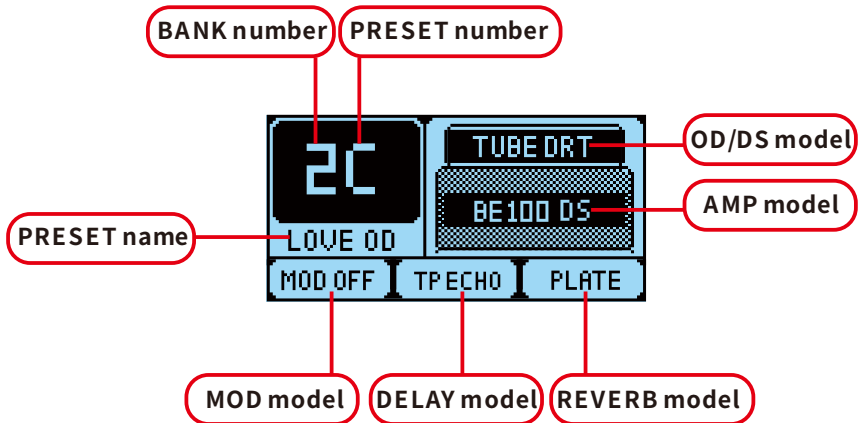 BANK number
PRESET number
2C
TUBE DRT
OD/DS model
BE100 DS
AMP model
PRESET name
LOVE OD
MOD OFF
TP ECHO
PLATE
MOD model
DELAY model
REVERB model